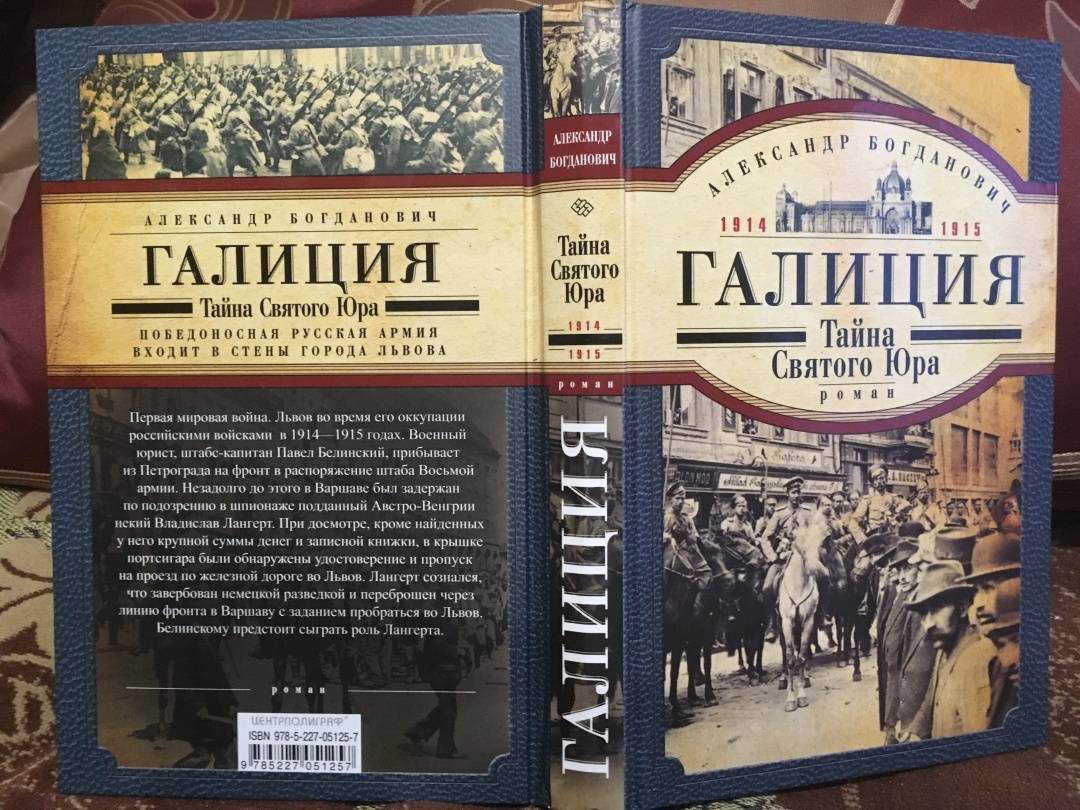 АЛЕКСАНДР БОГДАНОВИЧ
ГАЛИЦИЯ
Тайна Святого Юра
ПОБЕДОНОСНАЯ РУССКАЯ АРМИЯ
ВХОДИТ В СТЕНЫ ГОРОДА ЛЬВОВА
Первая мировая война. Львов во время его оккупации
российскими войсками в 1914—1915 годах. Военный
юрист, штабс-капитан Павел Белинский, прибывает
из Петрограда на фронт в распоряжение штаба Восьмой
армии. Незадолго до этого в Варшаве был задержан
по подозрению в шпионаже подданный Австро-Венгрии
некий Владислав Лангерт. При досмотре, кроме найденных
у него крупной суммы денег и записной книжки, в крышке
портсигара были обнаружены удостоверение и пропуск
на проезд по железной дороге во Львов. Лангерт сознался,
что завербован немецкой разведкой и переброшен через
линию фронта в Варшаву с заданием пробраться во Львов.
Белинскому предстоит сыграть роль Лангерта.
роман
ЦЕНТРПОЛИГРАФ®
ISBN 978-5-227-05125-7
9 785227 051257
АЛЕКСАНДР
БОГДАНОВИЧ
Тайна
Святого
Юра
1914
1915
роман
ГАЛИЦИЯ
АЛЕКСАНДР БОГДАНОВИЧ
1914 1915
ГАЛИЦИЯ
Тайна
Святого Юра
роман